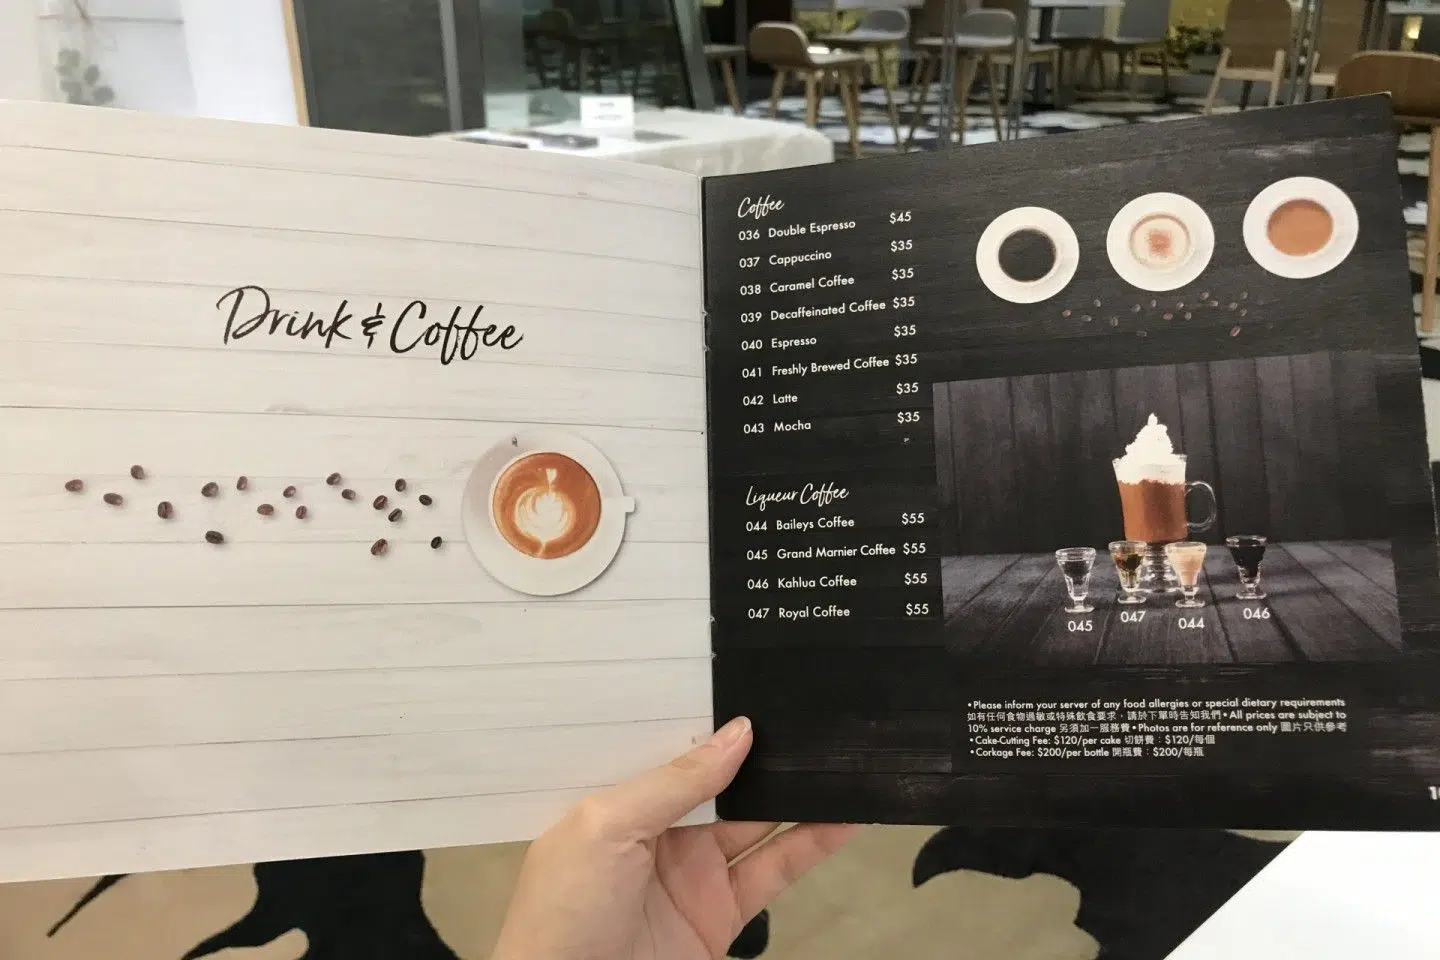 Drink & Coffee
Coffee
036 Double Espresso $45
037 Cappuccino $35
038 Caramel Coffee $35
039 Decaffeinated Coffee $35
040 Espresso $35
041 Freshly Brewed Coffee $35
042 Latte $35
043 Mocha $35
Liqueur Coffee
044 Baileys Coffee $55
045 Grand Marnier Coffee $55
046 Kahlua Coffee $55
047 Royal Coffee $55
045 047 044 046
•Please inform your server of any food allergies or special dietary requirements
如有任何食物過敏或特殊飲食要求，請於下單時告知我們•All prices are subject to
10% service charge 另須加一服務費•Photos are for reference only 圖片只供參考
•Cake-Cutting Fee: $120/per cake 切餅費：$120/每個
•Corkage Fee: $200/per bottle 開瓶費：$200/每瓶